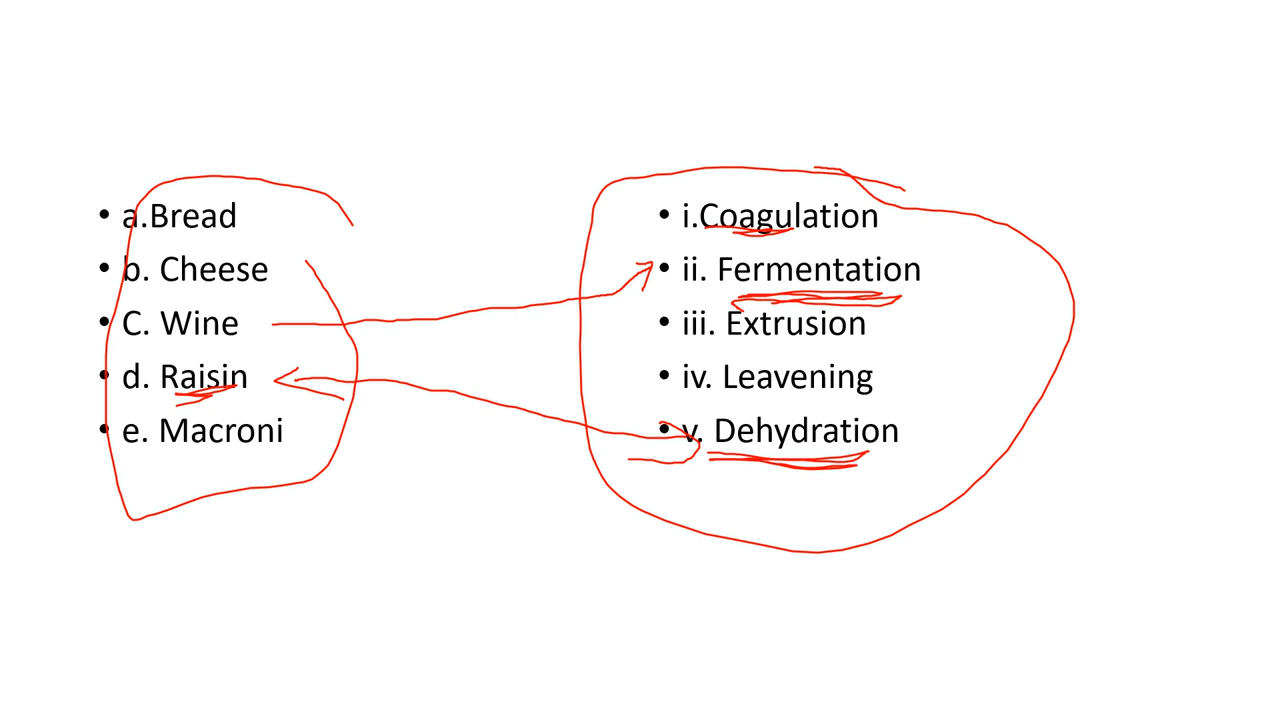 • a.Bread
• b. Cheese
• C. Wine
• d. Raisin
• e. Macroni
• i.Coagulation
• ii. Fermentation
• iii. Extrusion
• iv. Leavening
• v. Dehydration